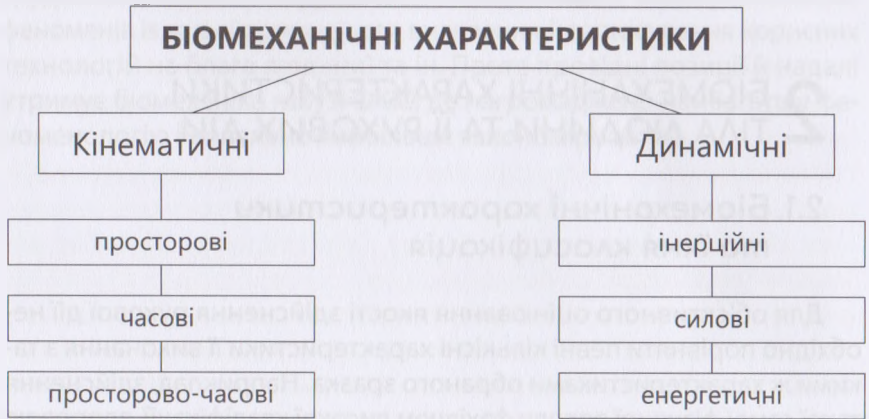 БІОМЕХАНІЧНІ ХАРАКТЕРИСТИКИ
Кінематичні
Динамічні
просторові
інерційні
часові
силові
просторово-часові
енергетичні